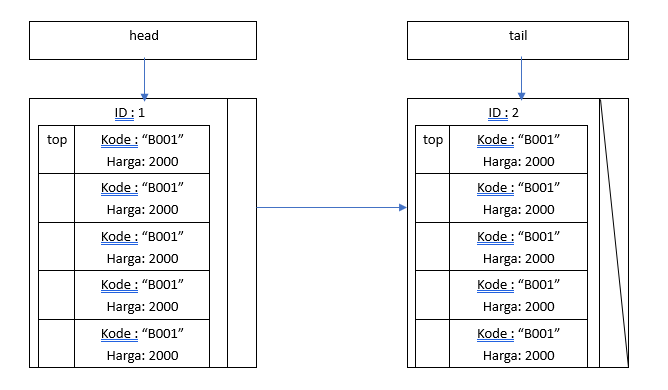 head
tail
ID : 1
top
Kode : “B001”
Harga: 2000
Kode : “B001”
Harga: 2000
Kode : “B001”
Harga: 2000
Kode : “B001”
Harga: 2000
Kode : “B001”
Harga: 2000
ID : 2
top
Kode : “B001”
Harga: 2000
Kode : “B001”
Harga: 2000
Kode : “B001”
Harga: 2000
Kode : “B001”
Harga: 2000
Kode : “B001”
Harga: 2000